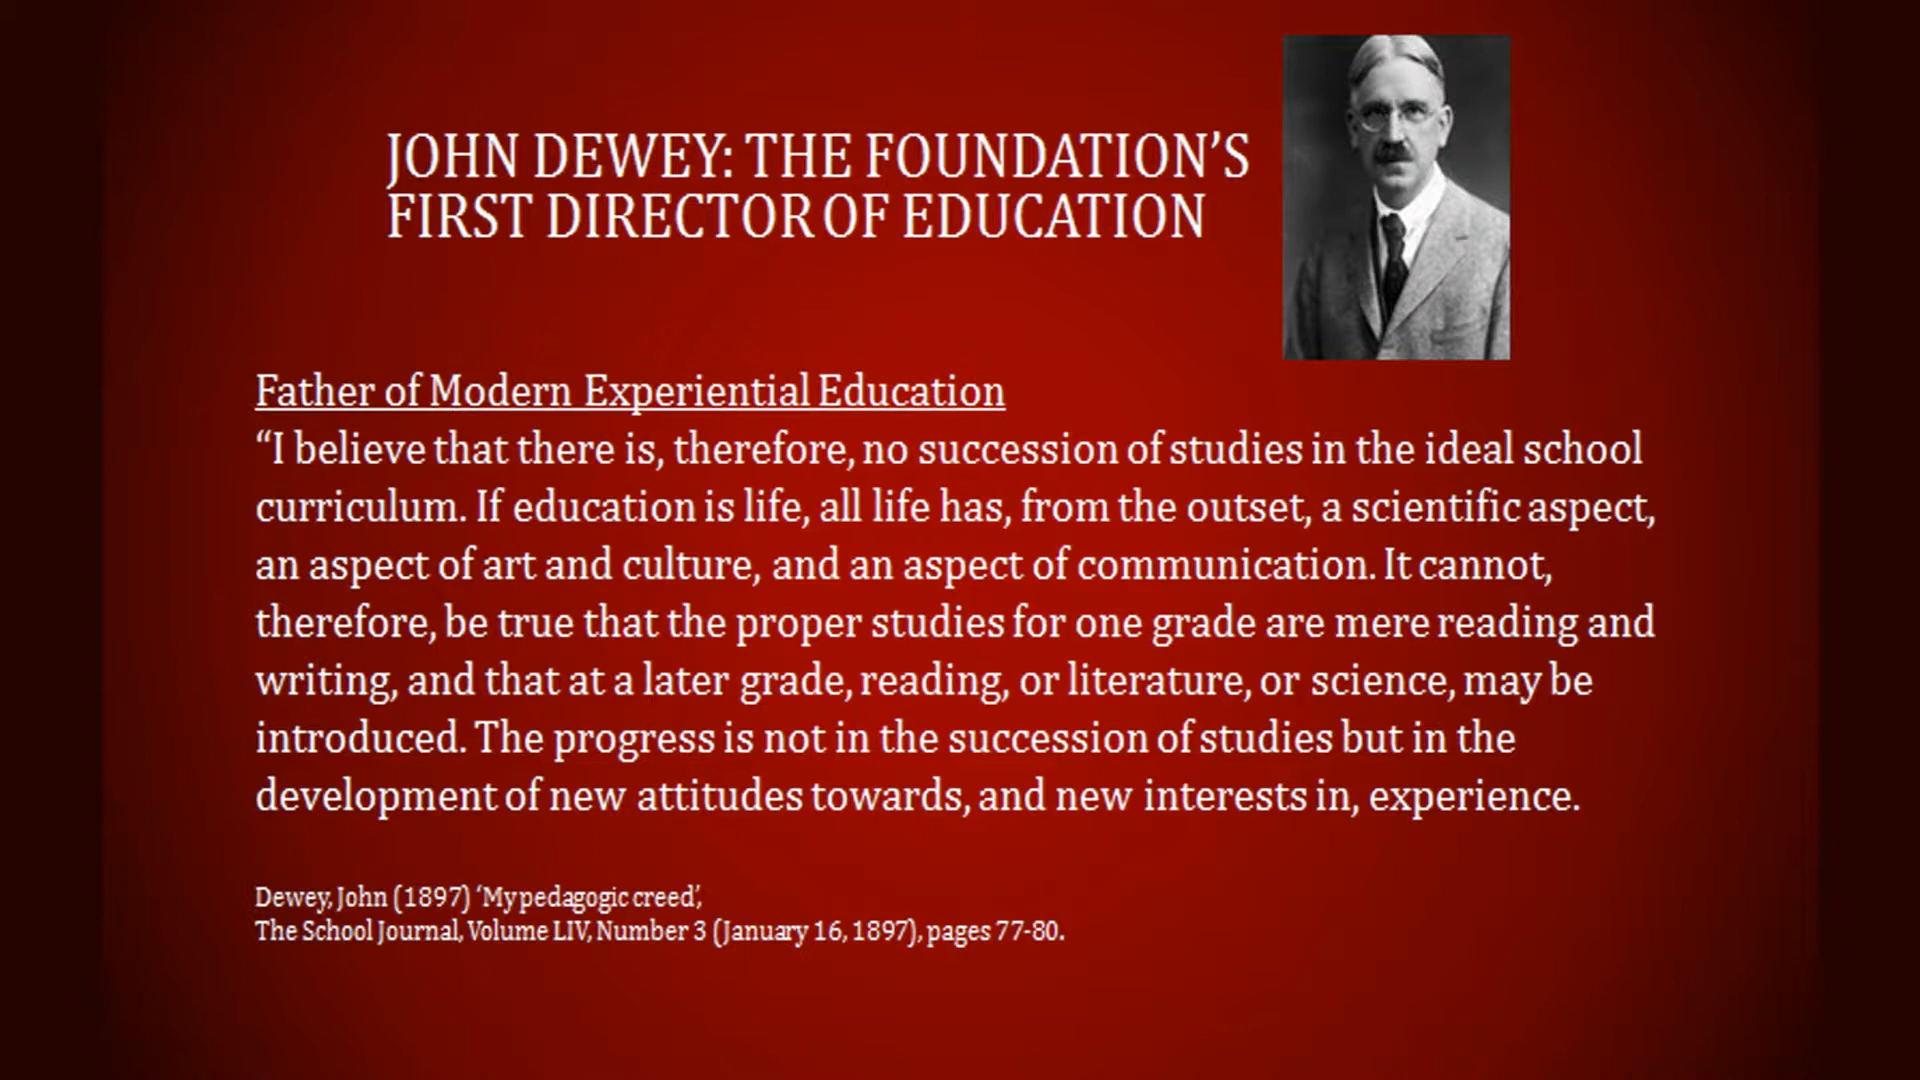 JOHN DEWEY: THE FOUNDATION’S
FIRST DIRECTOR OF EDUCATION
Father of Modern Experiential Education
“I believe that there is, therefore, no succession of studies in the ideal school
curriculum. If education is life, all life has, from the outset, a scientific aspect,
an aspect of art and culture, and an aspect of communication. It cannot,
therefore, be true that the proper studies for one grade are mere reading and
writing, and that at a later grade, reading, or literature, or science, may be
introduced. The progress is not in the succession of studies but in the
development of new attitudes towards, and new interests in, experience.
Dewey, John (1897) ‘My pedagogic creed’,
The School Journal, Volume LIV, Number 3 (January 16, 1897), pages 77-80.